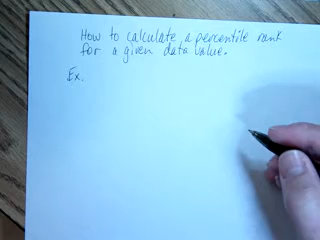 How to calculate a percentile rank
for a given data value.
Ex.